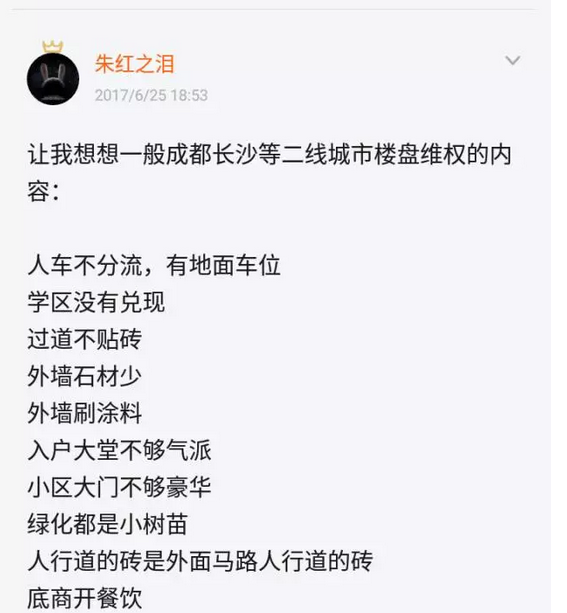 朱红之泪
2017/6/25 18:53
让我想想一般成都长沙等二线城市楼盘维权的内
容：
人车不分流，有地面车位
学区没有兑现
过道不贴砖
外墙石材少
外墙刷涂料
入户大堂不够气派
小区大门不够豪华
绿化都是小树苗
人行道的砖是外面马路人行道的砖
底商开餐饮